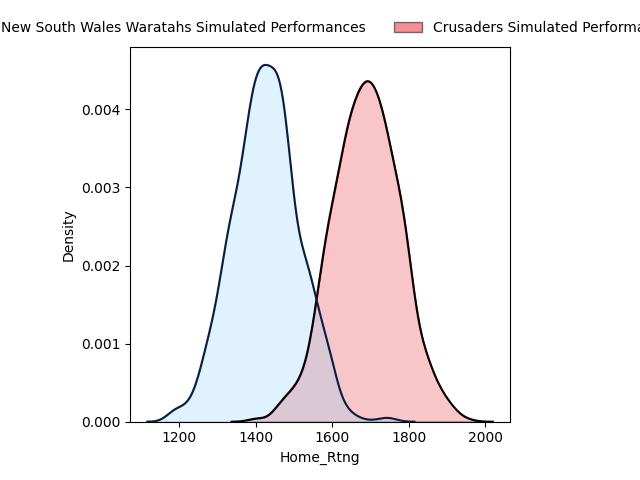 New South Wales Waratahs Simulated Performances
Crusaders Simulated
0.004
0.003
0.002
0.001
0.000
Density
1200 1400 1600 1800 2000
Home_Rtng